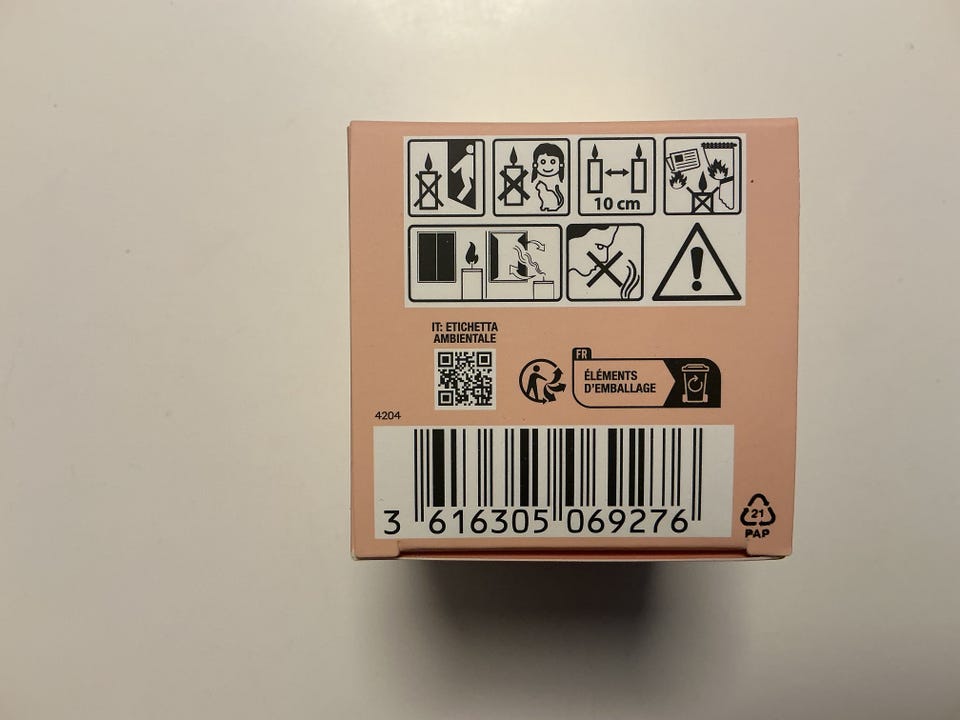 10 cm
IT: ETICHETTA
AMBIENTALE
FR
ÉLÉMENTS
D'EMBALLAGE
4204
3 616305 069276
21
PAP